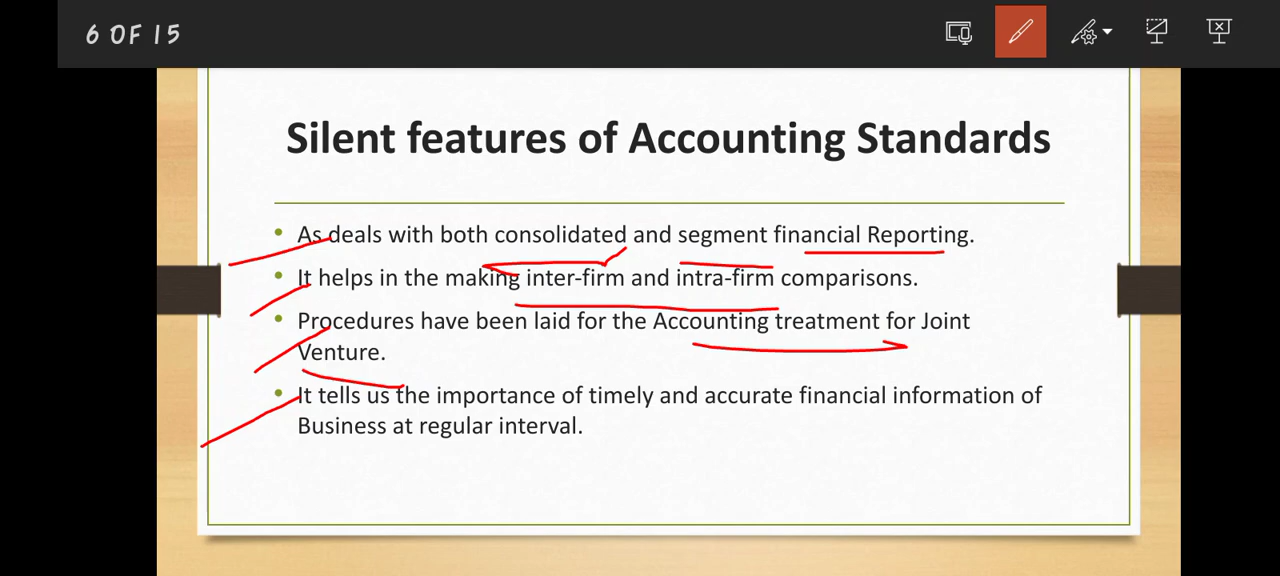 6 OF 15
Silent features of Accounting Standards
• As deals with both consolidated and segment financial Reporting.
• It helps in the making inter-firm and intra-firm comparisons.
• Procedures have been laid for the Accounting treatment for Joint
Venture.
• It tells us the importance of timely and accurate financial information of
Business at regular interval.